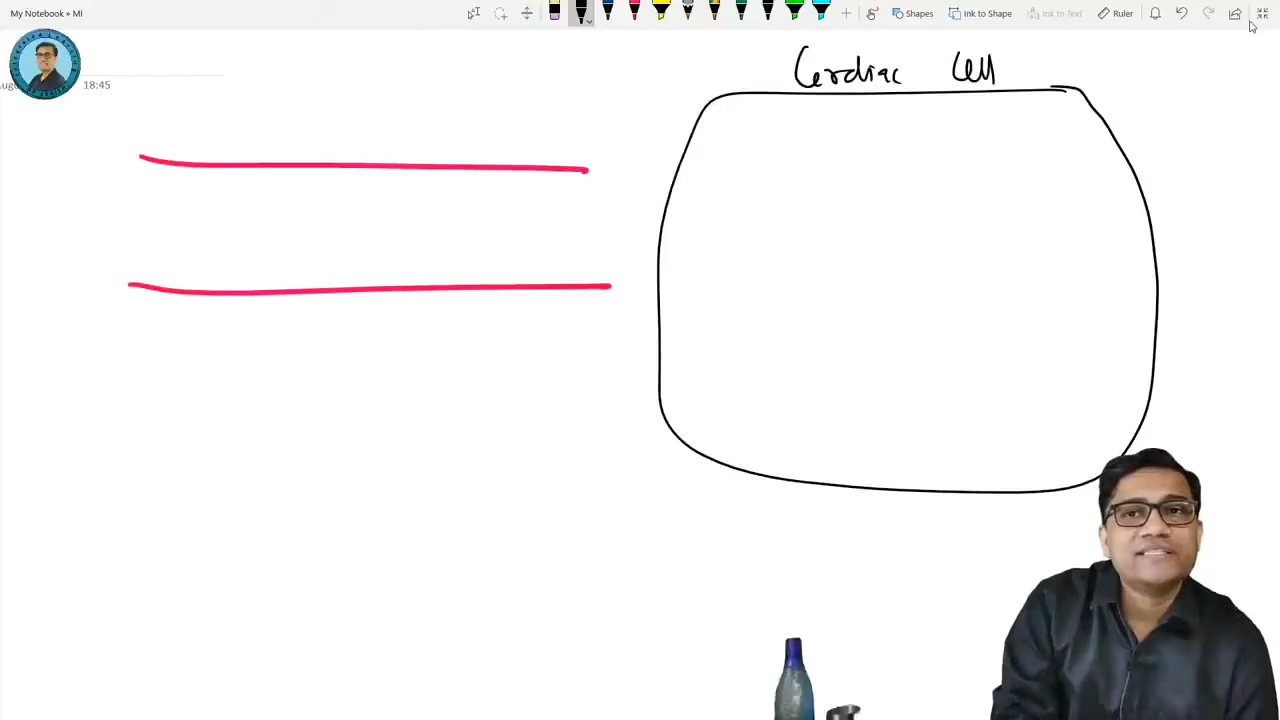 My Notebook » MI
Shapes
Ink to Shape
Ink to Text
Ruler
18:45
Cardiac Cell